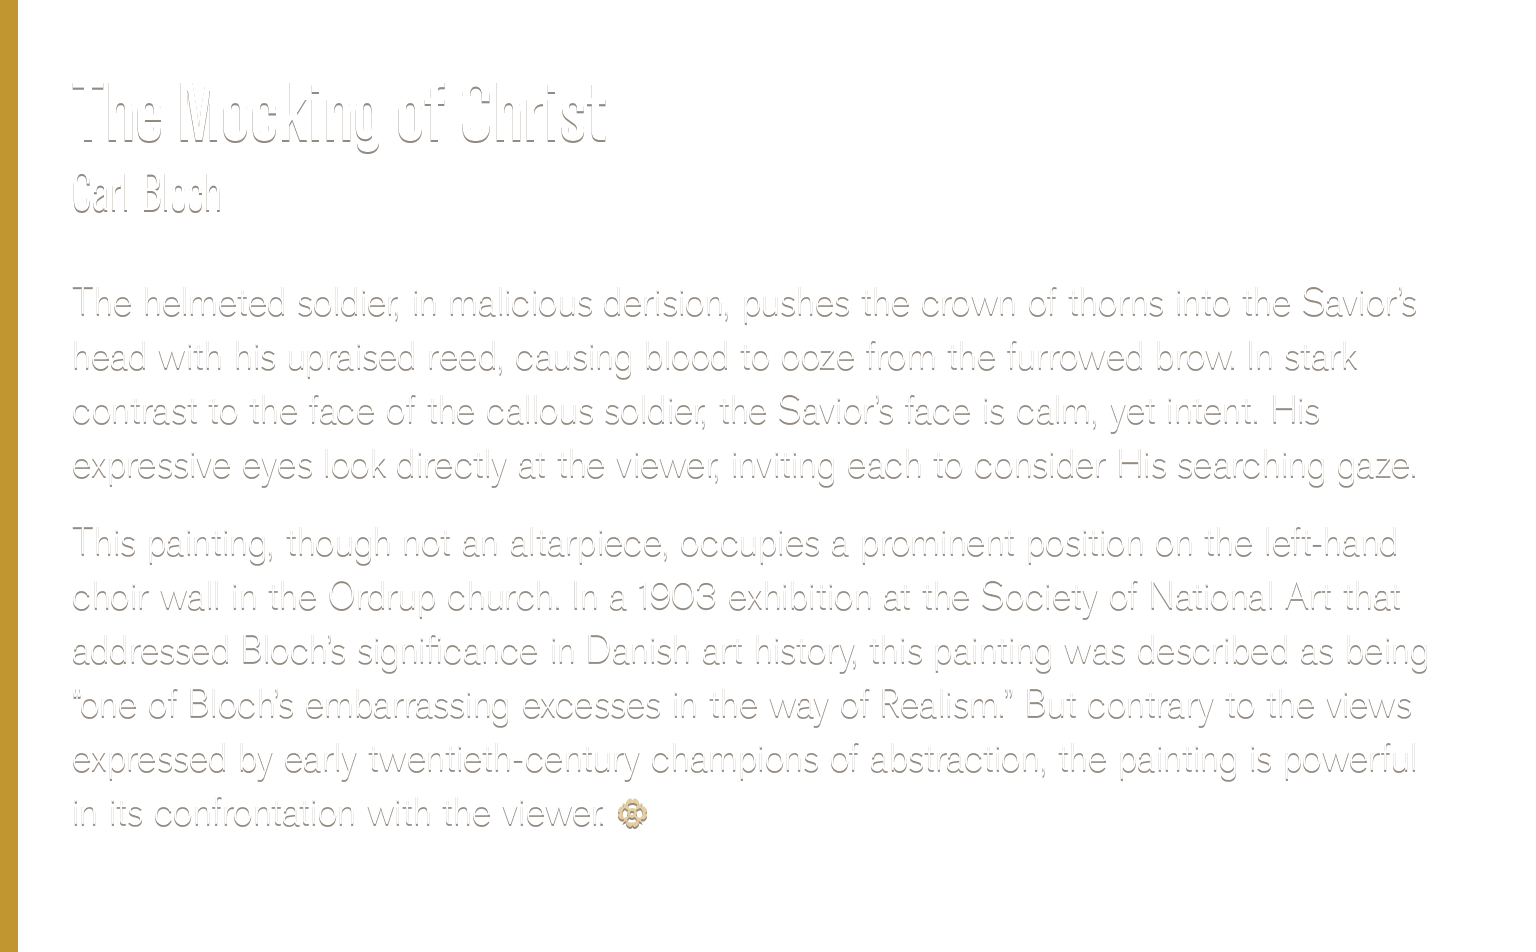 The Mocking of Christ
Carl Bloch
The helmeted soldier, in malicious derision, pushes the crown of thorns into the Savior’s
head with his upraised reed, causing blood to ooze from the furrowed brow. In stark
contrast to the face of the callous soldier, the Savior’s face is calm, yet intent. His
expressive eyes look directly at the viewer, inviting each to consider His searching gaze.
This painting, though not an altarpiece, occupies a prominent position on the left-hand
choir wall in the Ordrup church. In a 1903 exhibition at the Society of National Art that
addressed Bloch’s significance in Danish art history, this painting was described as being
“one of Bloch’s embarrassing excesses in the way of Realism.” But contrary to the views
expressed by early twentieth-century champions of abstraction, the painting is powerful
in its confrontation with the viewer.